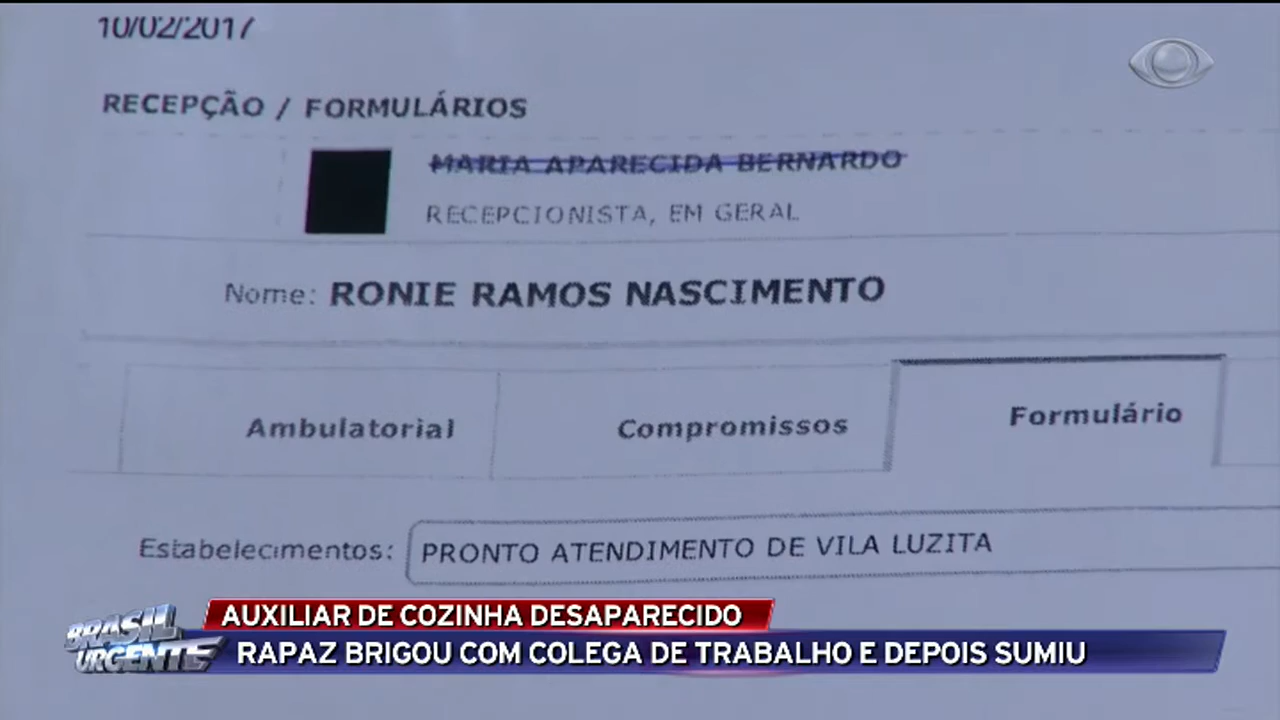 10/02/2017
RECEPÇÃO / FORMULÁRIOS
MARIA APARECIDA BERNARDO
RECEPCIONISTA, EM GERAL
Nome: RONIE RAMOS NASCIMENTO
Ambulatorial Compromissos Formulário
Estabelecimentos: PRONTO ATENDIMENTO DE VILA LUZITA
AUXILIAR DE COZINHA DESAPARECIDO
BRASIL URGENTE
RAPAZ BRIGOU COM COLEGA DE TRABALHO E DEPOIS SUMIU